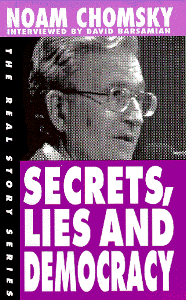 NOAM CHOMSKY
INTERVIEWED BY DAVID BARSAMIAN
THE REAL STORY SERIES
SECRETS,
LIES AND
DEMOCRACY